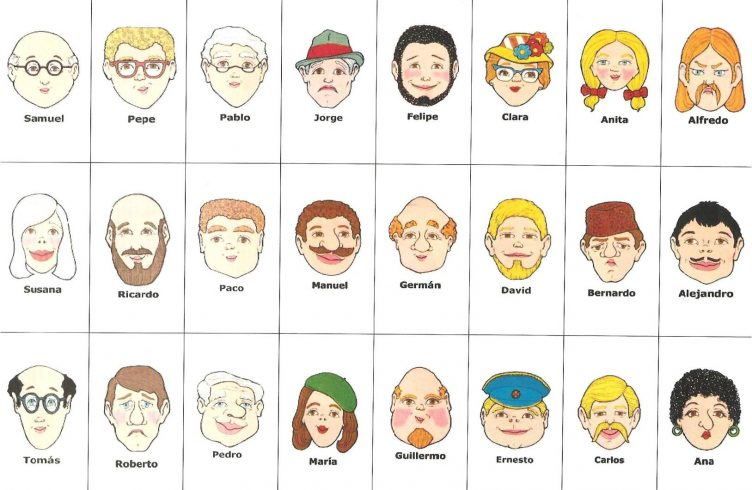 Samuel
Pepe
Pablo
Jorge
Felipe
Clara
Anita
Alfredo
Susana
Ricardo
Paco
Manuel
Germán
David
Bernardo
Alejandro
Tomás
Roberto
Pedro
María
Guillermo
Ernesto
Carlos
Ana